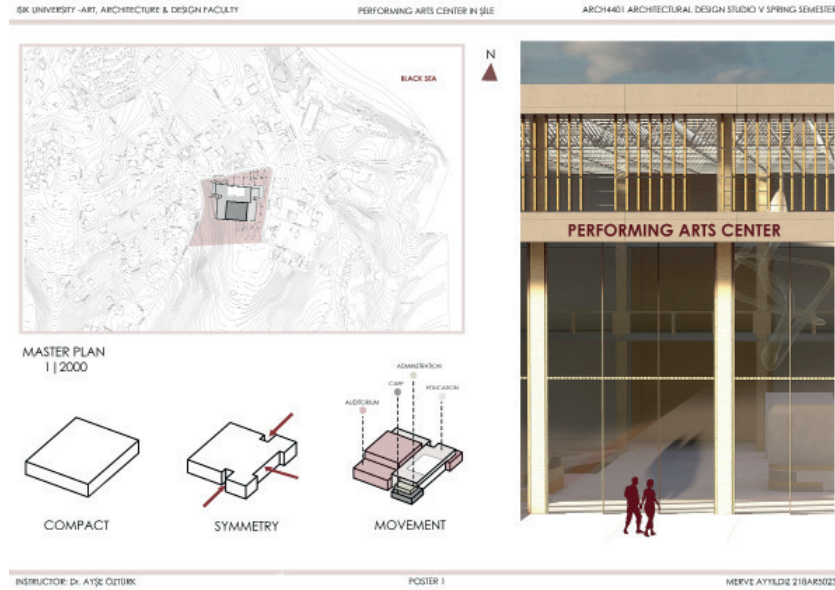 IŞIK UNIVERSITY -ART, ARCHITECTURE & DESIGN FACULTY
PERFORMING ARTS CENTER IN ŞİLE
ARCH4401 ARCHITECTURAL DESIGN STUDIO V SPRING SEMESTER
BLACK SEA
N
PERFORMING ARTS CENTER
MASTER PLAN
1 | 2000
ADMINSTRATION
CAFE
EDUCATION
AUDITORIUM
COMPACT
SYMMETRY
MOVEMENT
INSTRUCTOR: Dr. AYŞE ÖZTÜRK
POSTER 1
MERVE AYYILDIZ 218AR5023